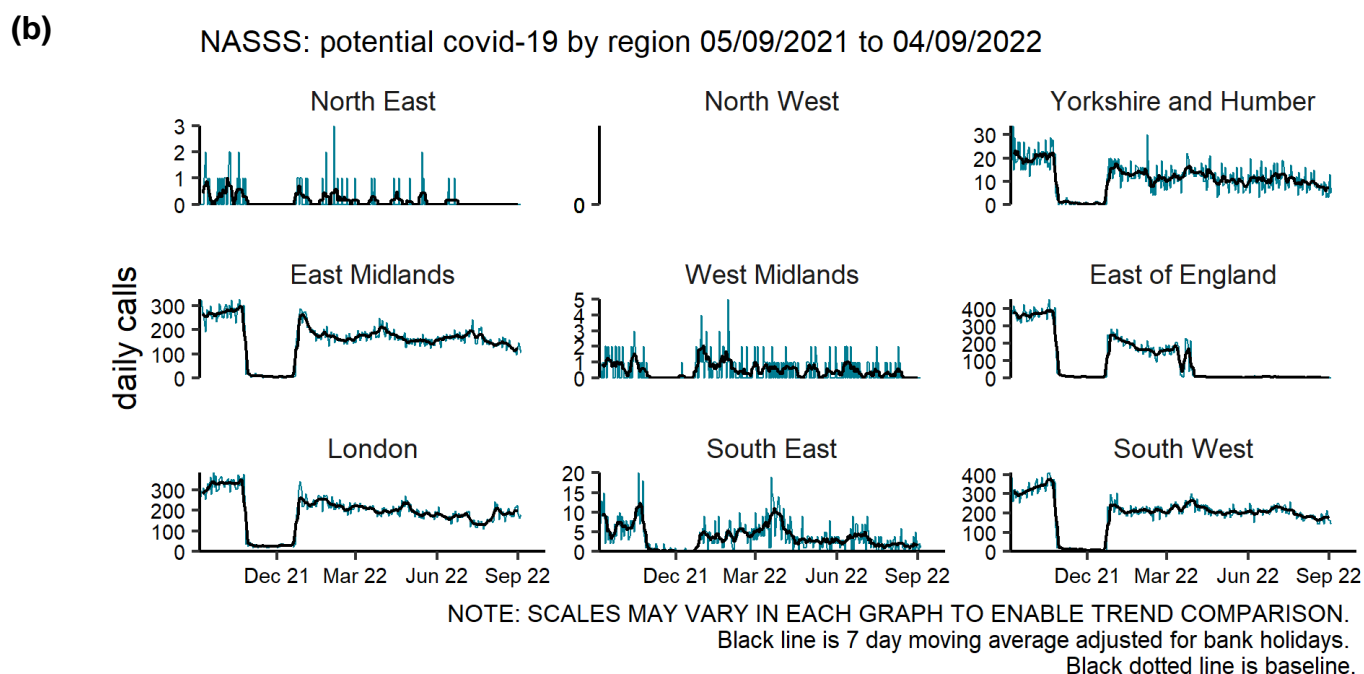 (b)
NASSS: potential covid-19 by region 05/09/2021 to 04/09/2022
North East
North West
Yorkshire and Humber
3
2
1
0
0
30
20
10
0
East Midlands
West Midlands
East of England
300
200
100
0
5
4
3
2
1
0
400
300
200
100
0
daily calls
London
South East
South West
300
200
100
0
20
15
10
5
0
400
300
200
100
0
Dec 21 Mar 22 Jun 22 Sep 22
Dec 21 Mar 22 Jun 22 Sep 22
Dec 21 Mar 22 Jun 22 Sep 22
NOTE: SCALES MAY VARY IN EACH GRAPH TO ENABLE TREND COMPARISON.
Black line is 7 day moving average adjusted for bank holidays.
Black dotted line is baseline.